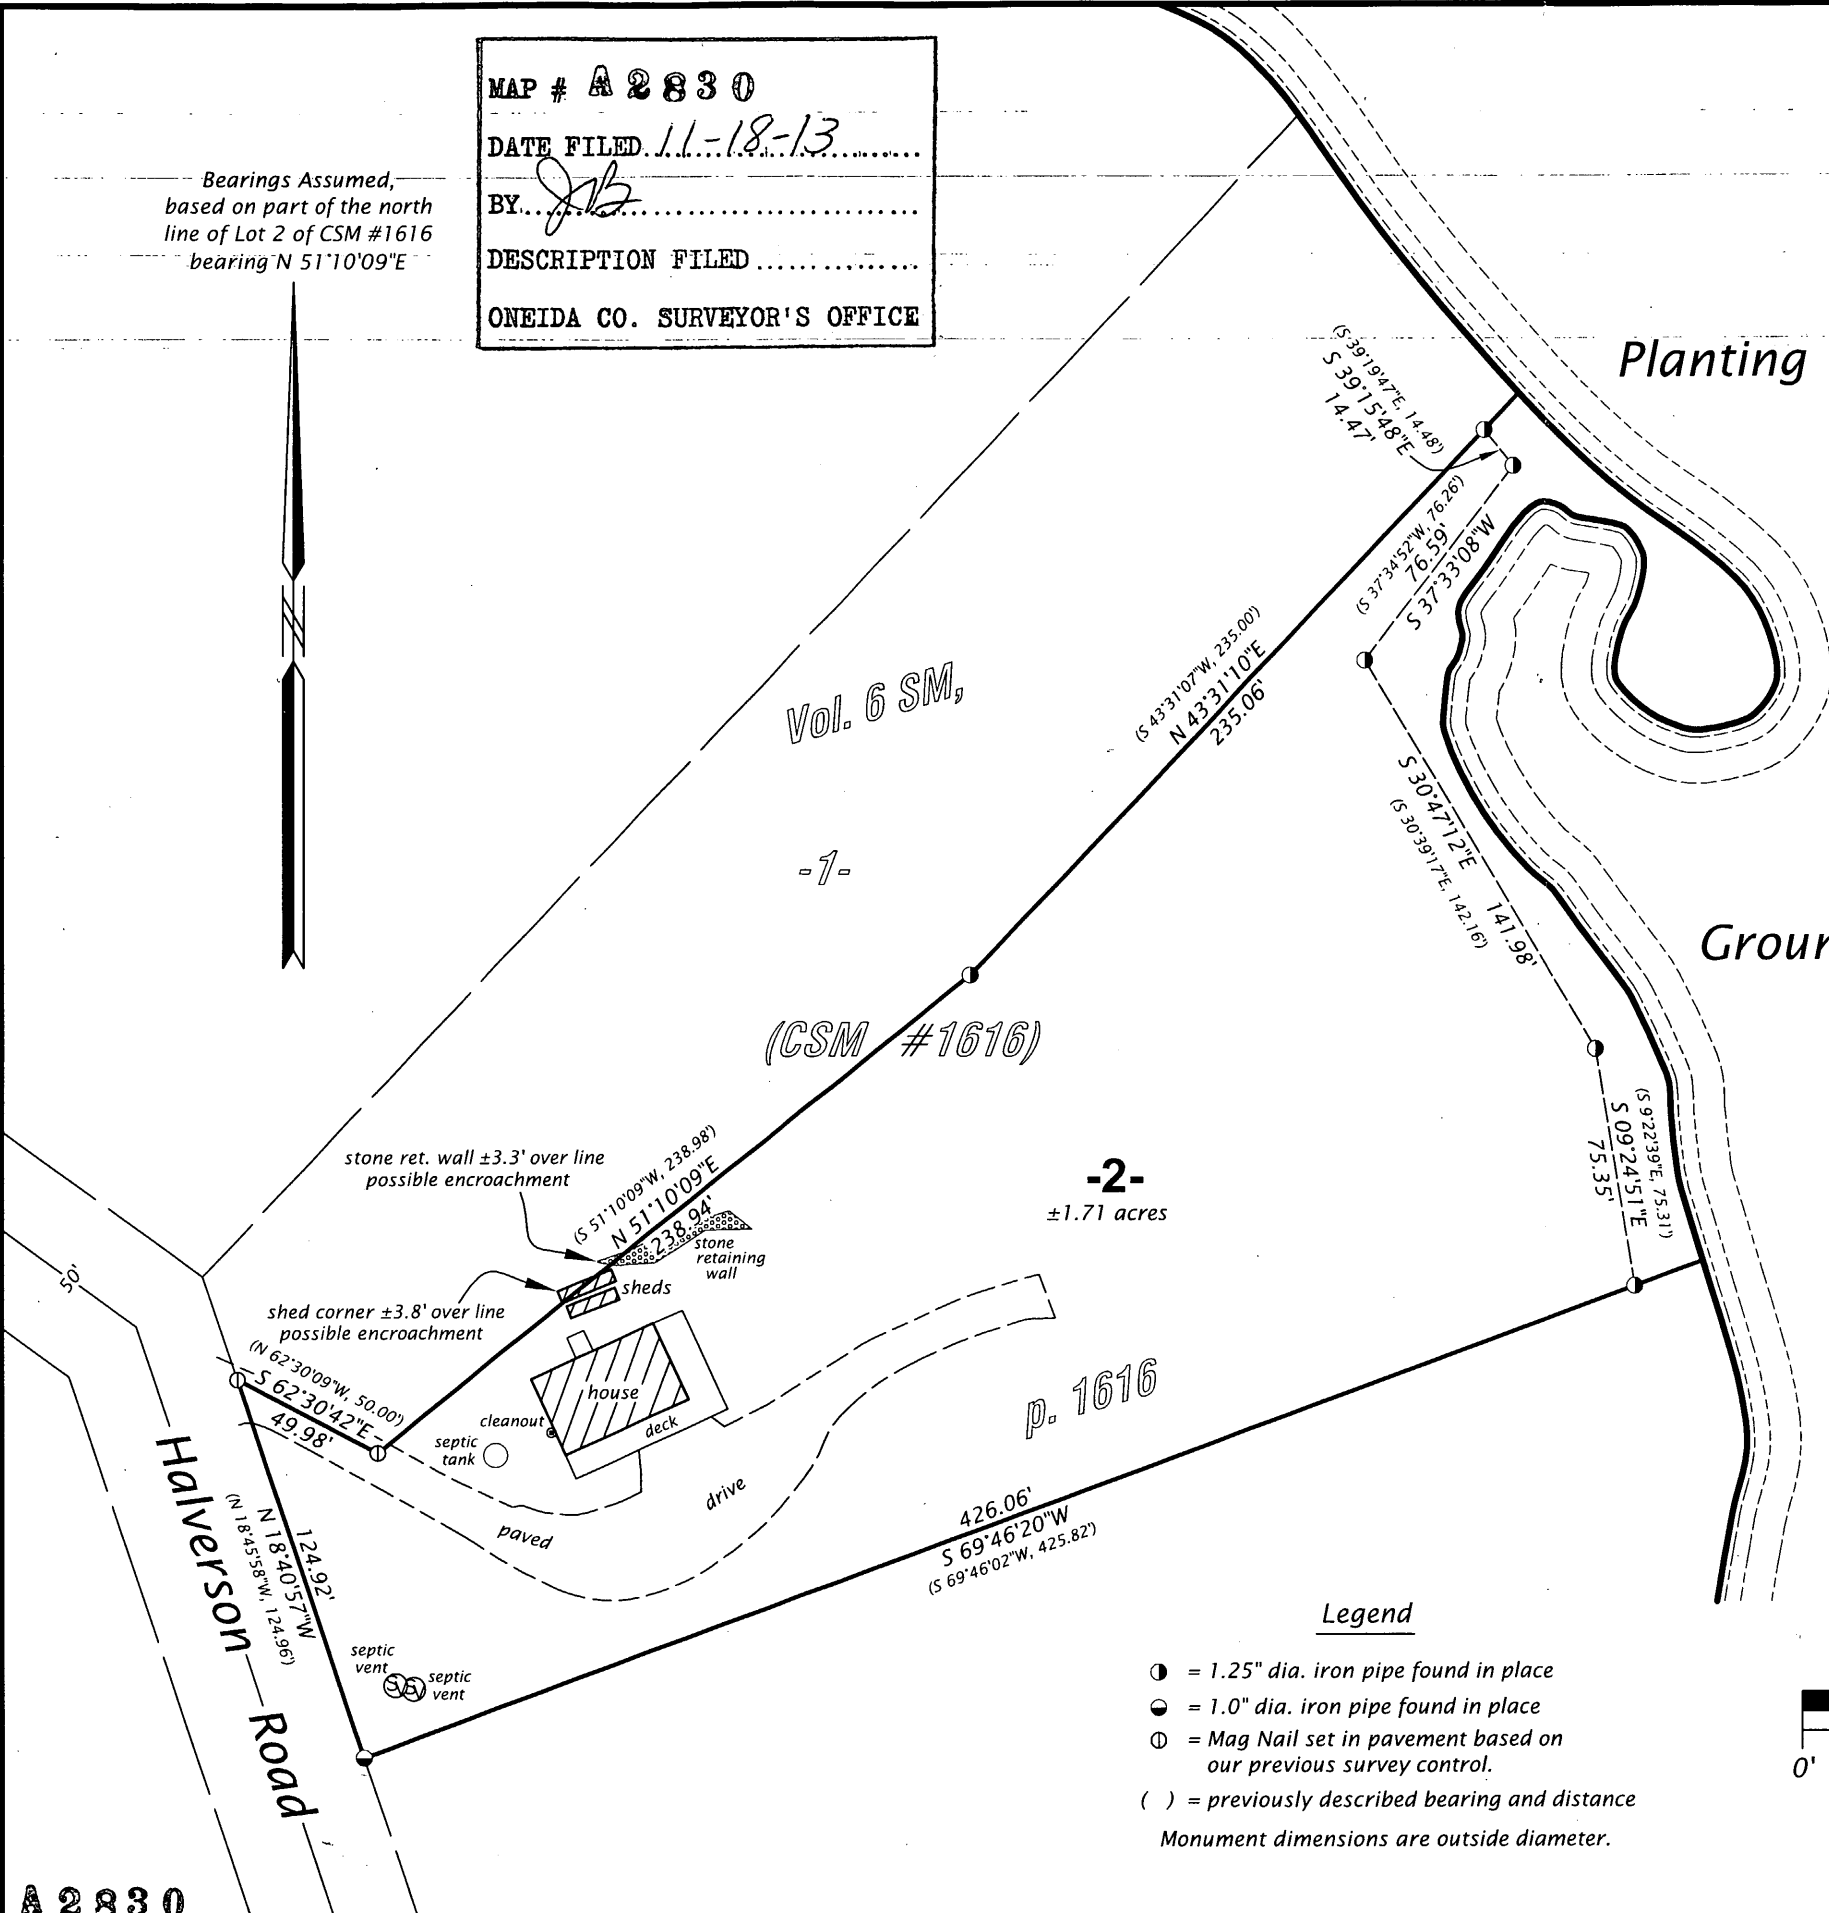 MAP # A2830
DATE FILED 11-18-13
BY JB
DESCRIPTION FILED
ONEIDA CO. SURVEYOR'S OFFICE
Bearings Assumed,
based on part of the north
line of Lot 2 of CSM #1616
bearing N 51°10'09"E
Planting
(S 39°19'47"E, 14.48')
S 39°15'48"E
14.47'
(S 37°34'52"W, 76.26')
76.59'
S 37°33'08"W
(S 43°31'07"W, 235.00')
N 43°31'10"E
235.06'
Vol. 6 SM,
-1-
S 30°47'12"E 141.98'
(S 30°39'17"E, 142.16')
Groun
(CSM #1616)
(S 9°22'39"E, 75.31')
S 09°24'51"E
75.35'
stone ret. wall ±3.3' over line
possible encroachment
(S 51°10'09"W, 238.98')
N 51°10'09"E
238.94'
-2-
±1.71 acres
stone
retaining
wall
sheds
50'
shed corner ±3.8' over line
possible encroachment
(N 62°30'09"W, 50.00')
S 62°30'42"E
49.98'
house
deck
cleanout
septic
tank
p. 1616
drive
paved
426.06'
S 69°46'20"W
(S 69°46'02"W, 425.82')
Halverson Road
124.92'
N 18°40'57"W
(N 18°45'58"W, 124.96')
septic
vent
SV
SV
septic
vent
Legend
= 1.25" dia. iron pipe found in place
= 1.0" dia. iron pipe found in place
= Mag Nail set in pavement based on
our previous survey control.
( ) = previously described bearing and distance
Monument dimensions are outside diameter.
0'
A2830